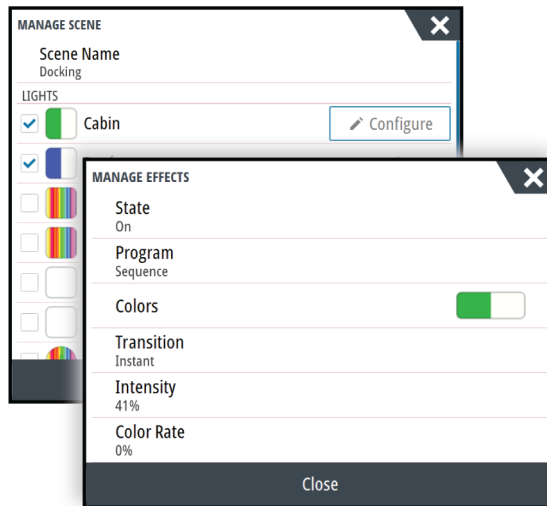 MANAGE SCENE
Scene Name
Docking
LIGHTS
Cabin
Configure
MANAGE EFFECTS
State
On
Program
Sequence
Colors
Transition
Instant
Intensity
41%
Color Rate
0%
Close